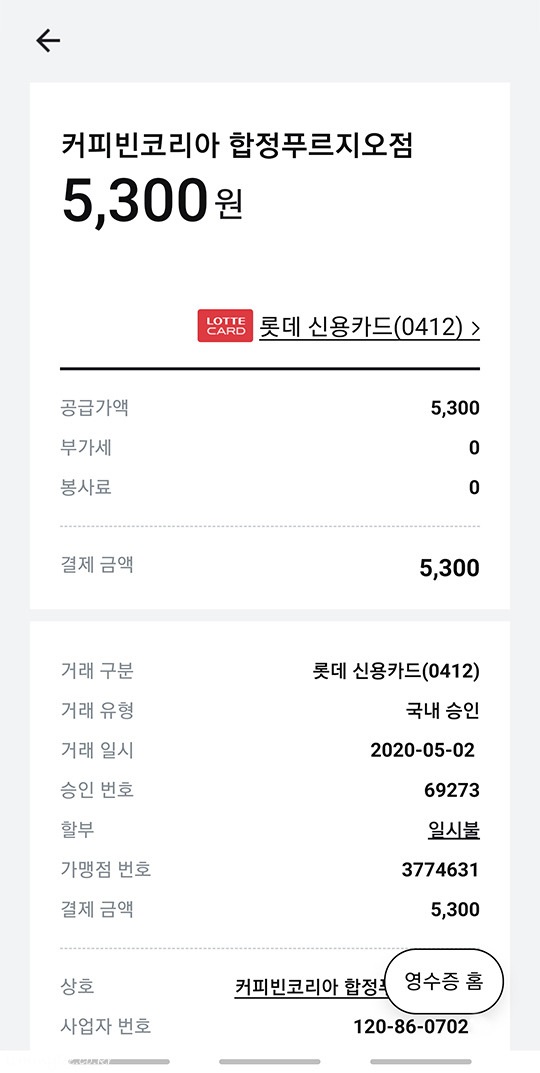 커피빈코리아 합정푸르지오점
5,300원
LOTTE
CARD
롯데 신용카드(0412) >
공급가액 5,300
부가세 0
봉사료 0
결제 금액 5,300
거래 구분 롯데 신용카드(0412)
거래 유형 국내 승인
거래 일시 2020-05-02
승인 번호 69273
할부 일시불
가맹점 번호 3774631
결제 금액 5,300
상호 커피빈코리아 합정
영수증 홈
사업자 번호 120-86-0702